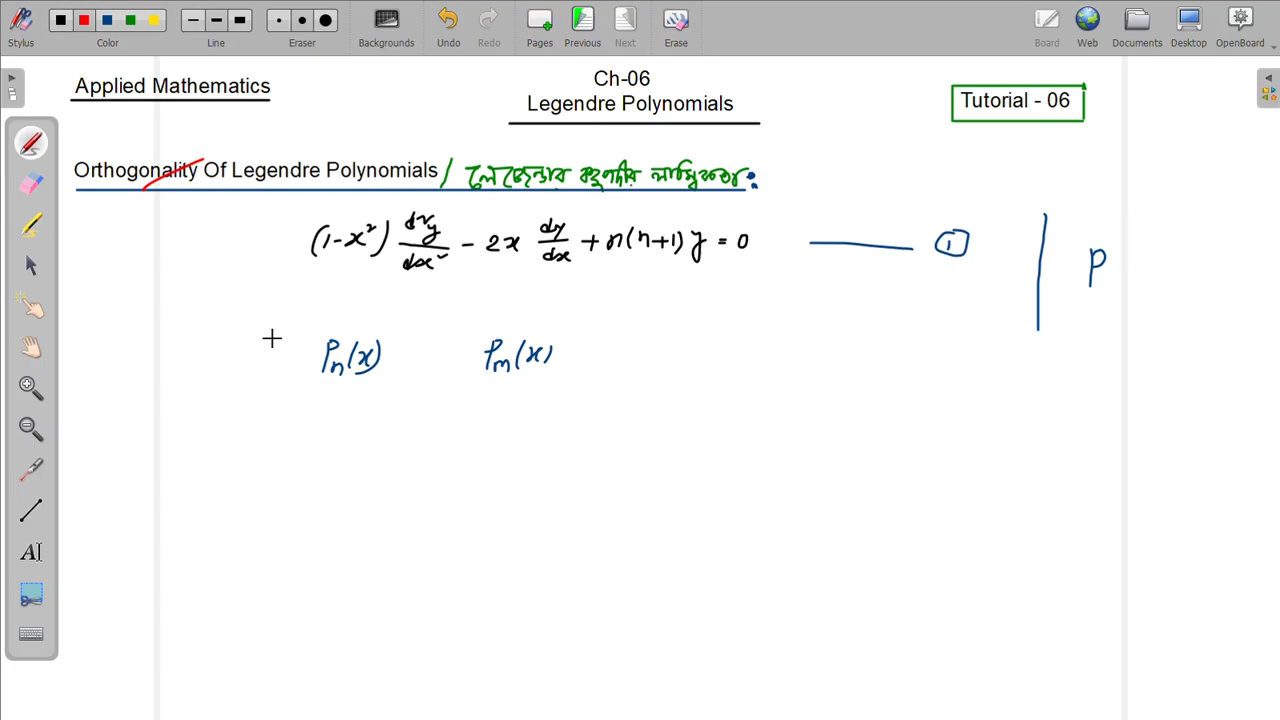 Stylus
Color
Line
Eraser
Backgrounds
Undo
Redo
Pages
Previous
Next
Erase
Board
Web
Documents
Desktop
OpenBoard
Applied Mathematics
Ch-06
Legendre Polynomials
Tutorial - 06
Orthogonality Of Legendre Polynomials / লেজেন্ডার বহুপদীর লাম্বিকতা:
(1-x²) d²y/dx² - 2x dy/dx + n(n+1) y = 0 ——— ①
P
Pₙ(x) Pₘ(x)
AI